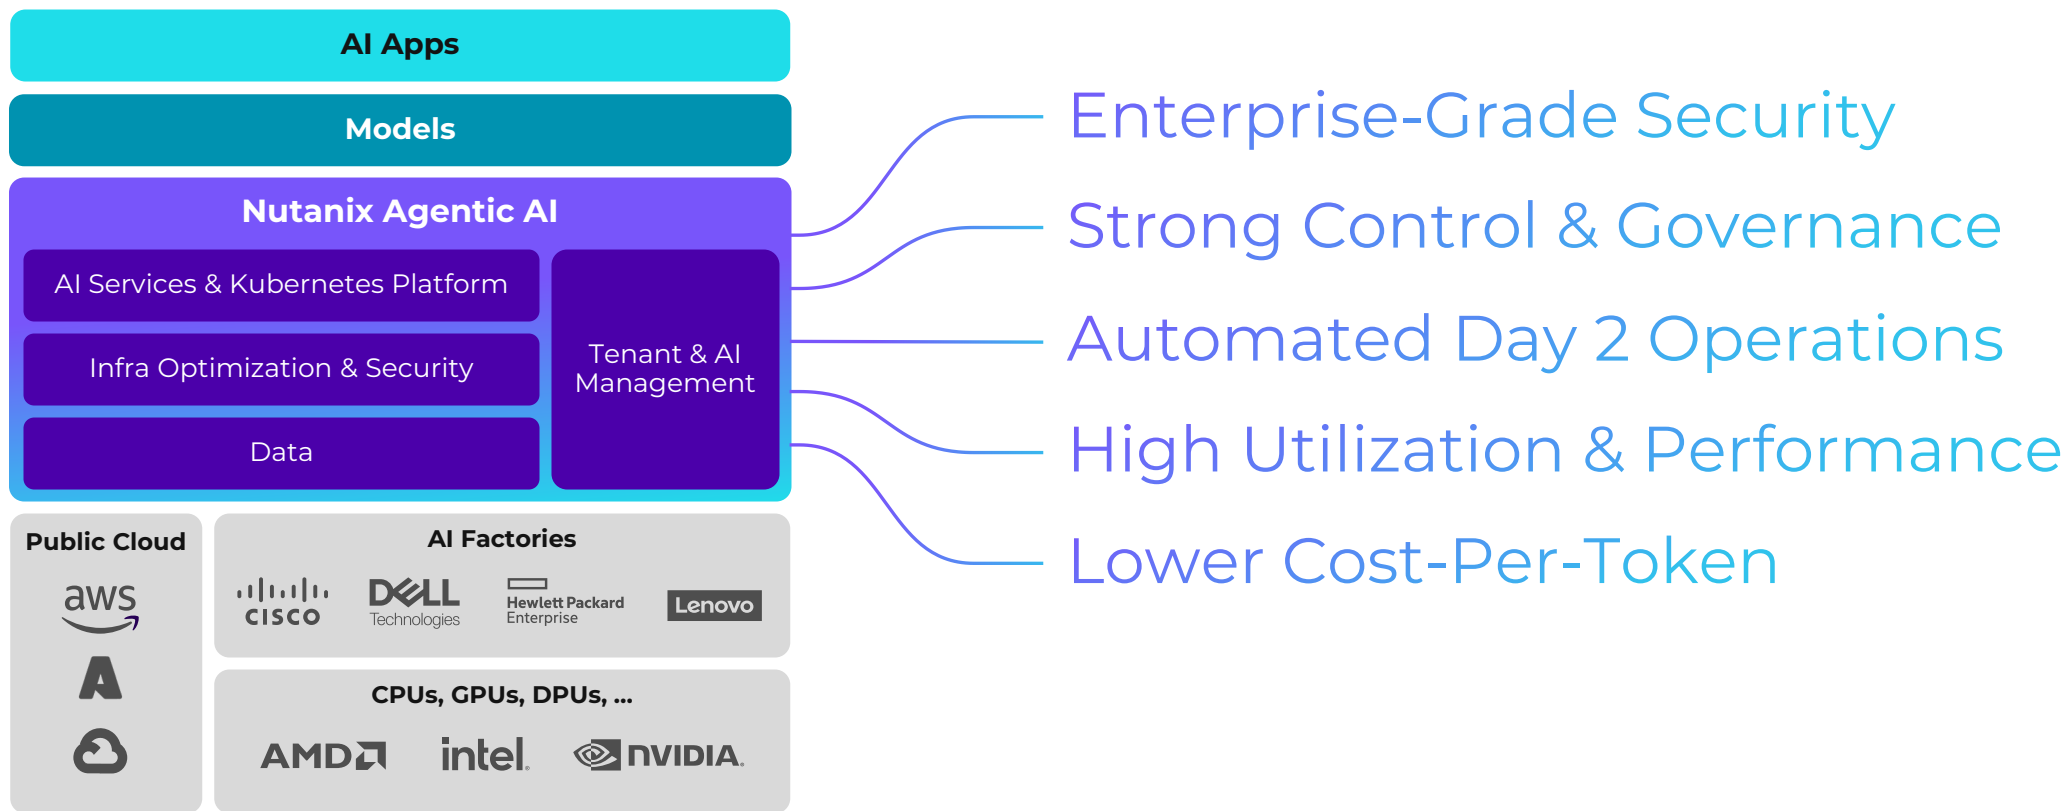 AI Apps
Models
Nutanix Agentic AI
AI Services & Kubernetes Platform
Infra Optimization & Security
Data
Tenant & AI
Management
Public Cloud
aws
AI Factories
CISCO
DELL
Technologies
Hewlett Packard
Enterprise
Lenovo
CPUs, GPUs, DPUs, ...
AMD
intel.
NVIDIA.
Enterprise-Grade Security
Strong Control & Governance
Automated Day 2 Operations
High Utilization & Performance
Lower Cost-Per-Token